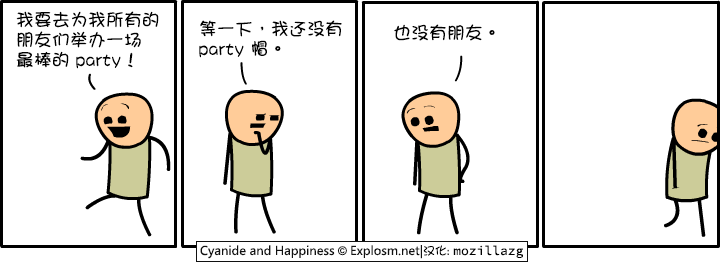 我要去为我所有的
朋友们举办一场
最棒的 party！
等一下，我还没有
party 帽。
也没有朋友。
Cyanide and Happiness © Explosm.net|汉化: mozillazg